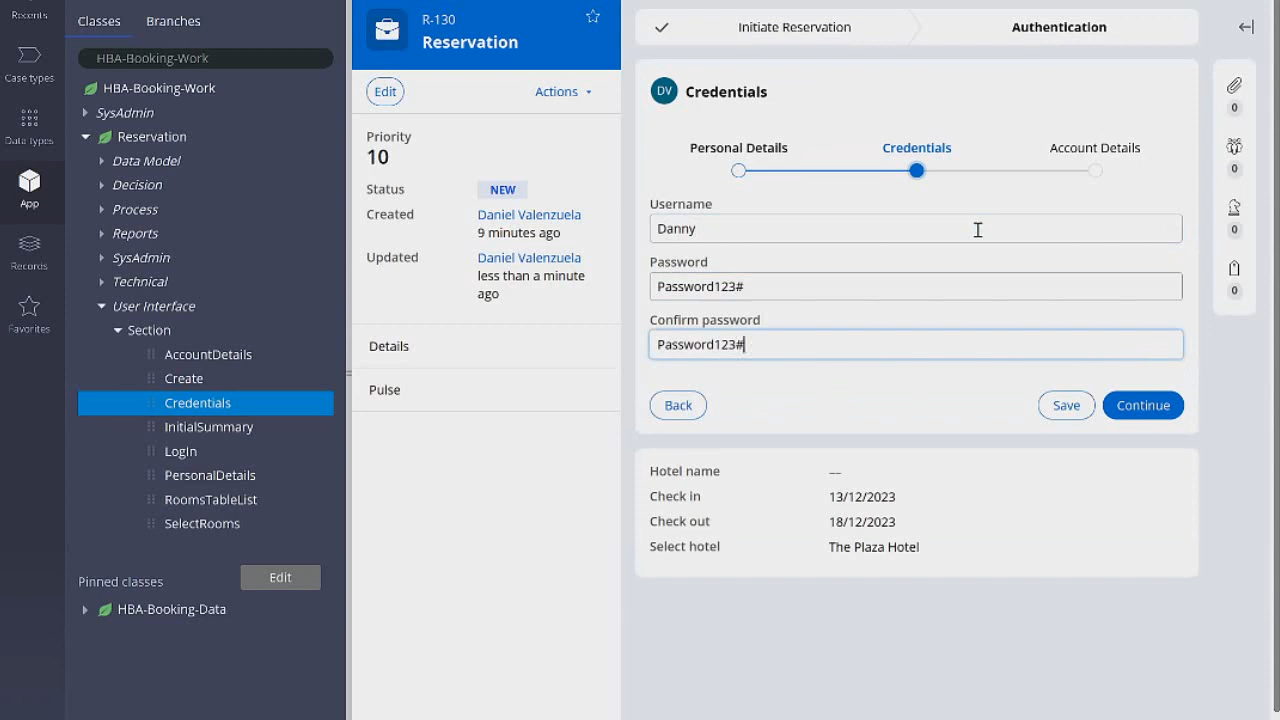 Recents
Case types
Data types
App
Records
Favorites
Classes
Branches
HBA-Booking-Work
HBA-Booking-Work
SysAdmin
Reservation
Data Model
Decision
Process
Reports
SysAdmin
Technical
User Interface
Section
AccountDetails
Create
Credentials
InitialSummary
LogIn
PersonalDetails
RoomsTableList
SelectRooms
Pinned classes
Edit
HBA-Booking-Data
R-130
Reservation
Edit
Actions
Priority
10
Status
NEW
Created
Daniel Valenzuela
9 minutes ago
Updated
Daniel Valenzuela
less than a minute
ago
Details
Pulse
Initiate Reservation
Authentication
DV
Credentials
Personal Details
Credentials
Account Details
Username
Danny
Password
Password123#
Confirm password
Password123#
Back
Save
Continue
Hotel name
––
Check in
13/12/2023
Check out
18/12/2023
Select hotel
The Plaza Hotel
0
0
0
0